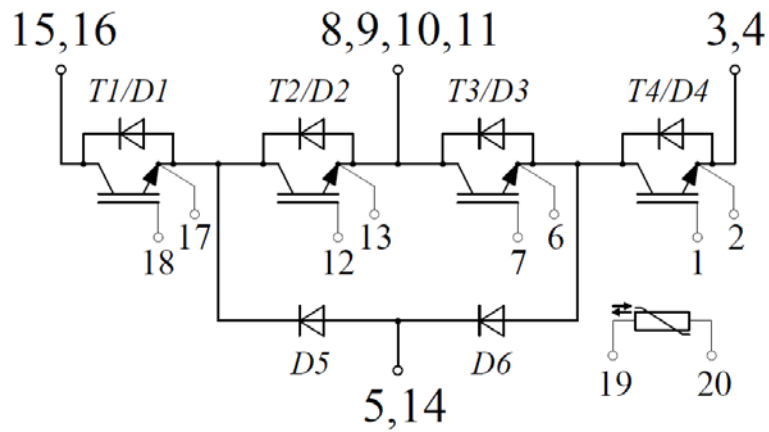 15,16 8,9,10,11 3,4
T1/D1 T2/D2 T3/D3 T4/D4
17 13 6 2
18 12 7 1
D5 D6
19 20
5,14